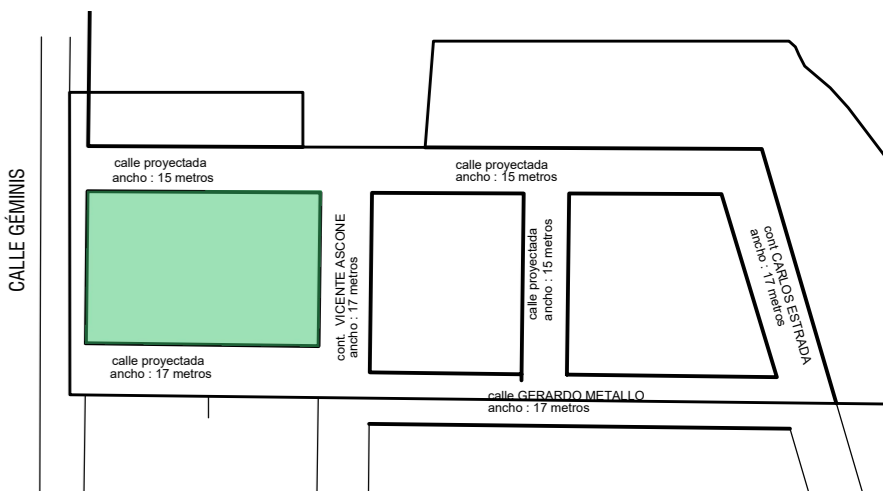 CALLE GÉMINIS
calle proyectada
ancho : 15 metros
calle proyectada
ancho : 15 metros
cont. VICENTE ASCONE
ancho : 17 metros
calle proyectada
ancho : 15 metros
cont CARLOS ESTRADA
ancho : 17 metros
calle proyectada
ancho : 17 metros
calle GERARDO METALLO
ancho : 17 metros